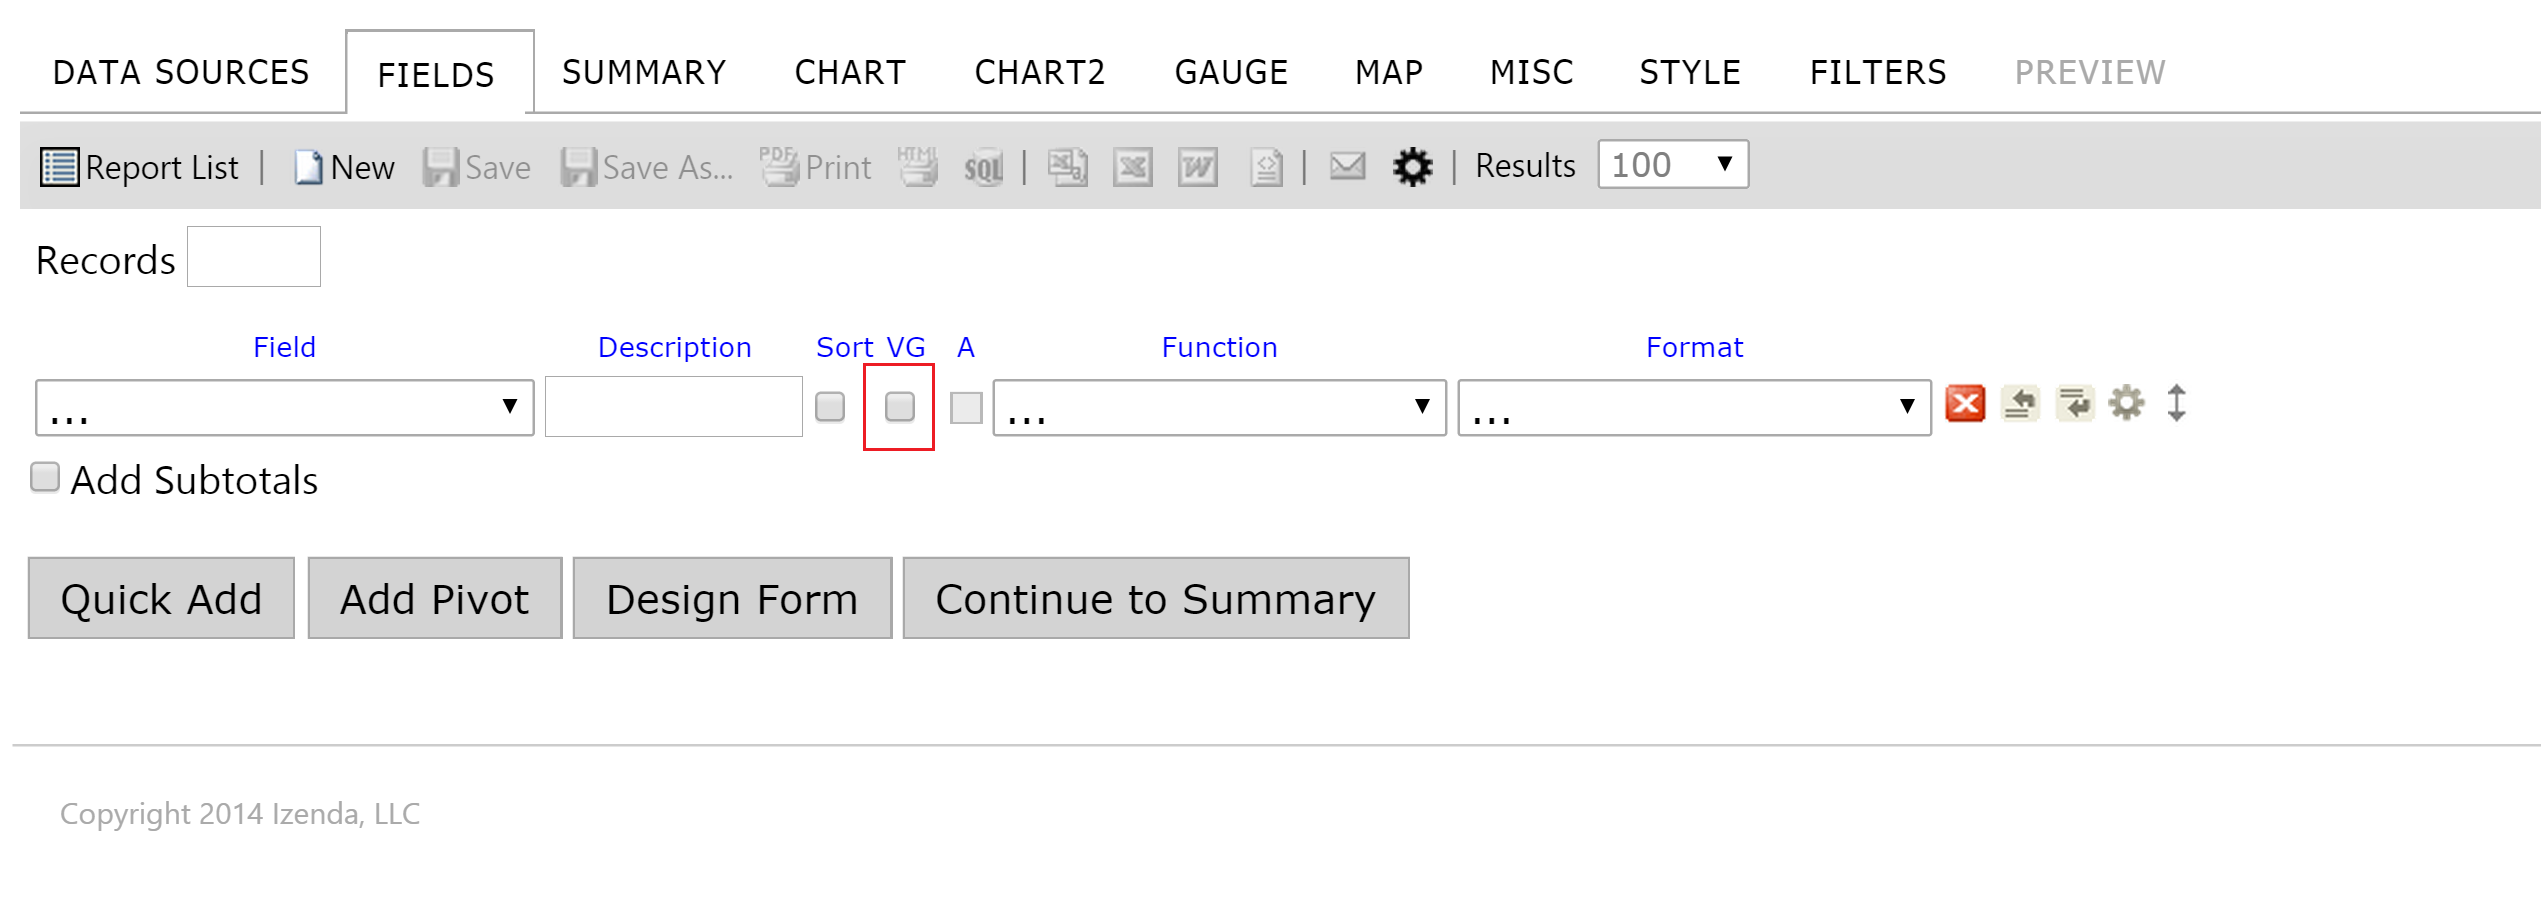 DATA SOURCES FIELDS SUMMARY CHART CHART2 GAUGE MAP MISC STYLE FILTERS PREVIEW
Report List | New Save Save As... PDF Print HTML SQL | | | Results 100
Records
Field Description Sort VG A Function Format
... ... ...
Add Subtotals
Quick Add Add Pivot Design Form Continue to Summary
Copyright 2014 Izenda, LLC